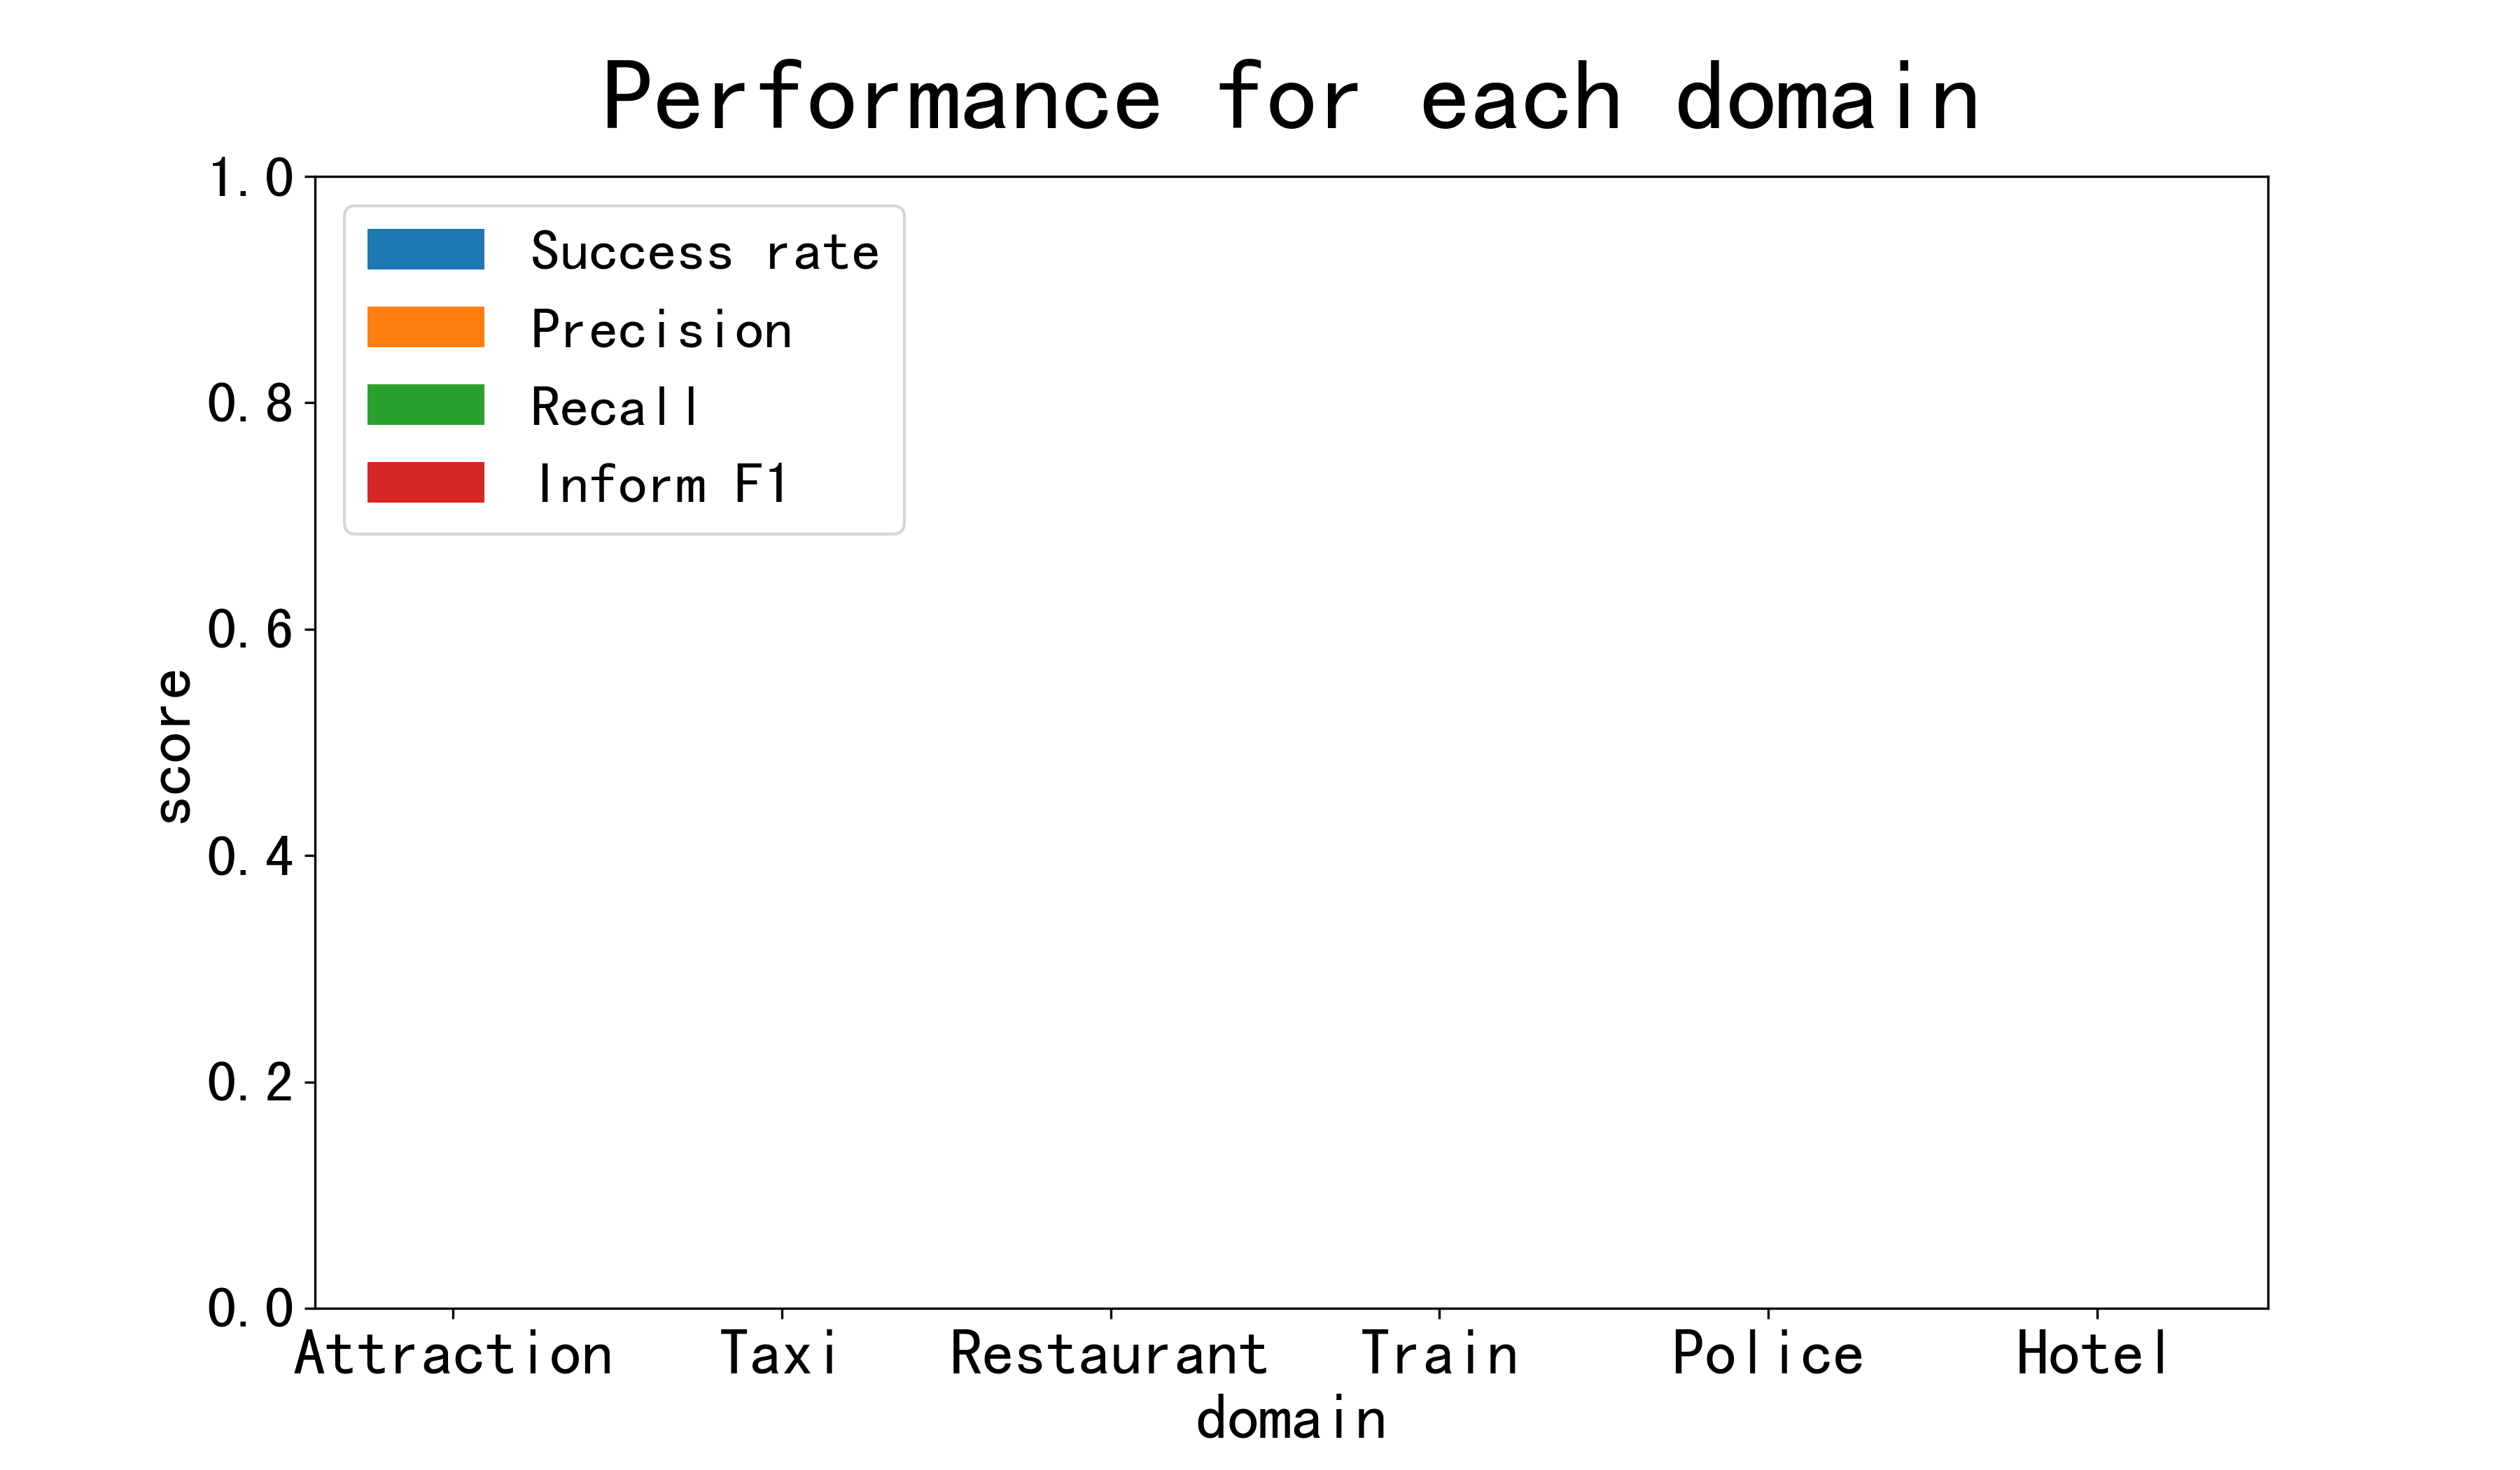 Performance for each domain
1.0
Success rate
Precision
Recall
Inform F1
0.8
0.6
score
0.4
0.2
0.0
Attraction Taxi Restaurant Train Police Hotel
domain